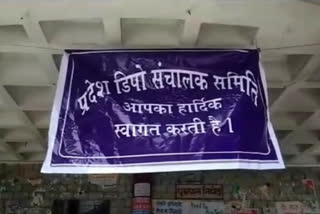 प्रदेश डिपो संचालक समिति
आपका हार्दिक
स्वागत करती है।